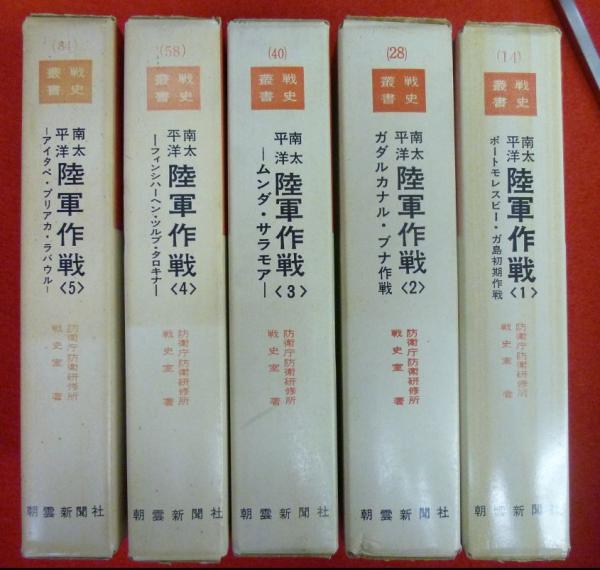 (14)
戦史
叢書
南太
平洋
陸軍作戦〈1〉
ポートモレスビー・ガ島初期作戦
防衛庁防衛研修所
戦史室 著
朝雲新聞社
(28)
戦史
叢書
南太
平洋
陸軍作戦〈2〉
ガダルカナル・ブナ作戦
防衛庁防衛研修所
戦史室 著
朝雲新聞社
(40)
戦史
叢書
南太
平洋
陸軍作戦〈3〉
―ムンダ・サラモア―
防衛庁防衛研修所
戦史室 著
朝雲新聞社
(58)
戦史
叢書
南太
平洋
陸軍作戦〈4〉
―フィンシハーヘン・ツルブ・タロキナ―
防衛庁防衛研修所
戦史室 著
朝雲新聞社
(84)
戦史
叢書
南太
平洋
陸軍作戦〈5〉
―アイタペ・プリアカ・ラバウル―
防衛庁防衛研修所
戦史室 著
朝雲新聞社